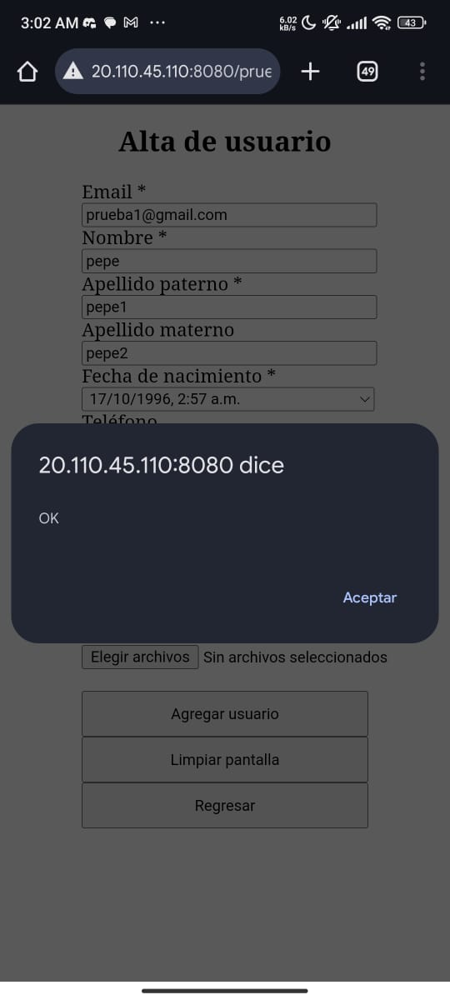 3:02 AM
6.02 kB/s
43
20.110.45.110:8080/prue
49
Alta de usuario
Email *
prueba1@gmail.com
Nombre *
pepe
Apellido paterno *
pepe1
Apellido materno
pepe2
Fecha de nacimiento *
17/10/1996, 2:57 a.m.
Teléfono
20.110.45.110:8080 dice
OK
Aceptar
Elegir archivos Sin archivos seleccionados
Agregar usuario
Limpiar pantalla
Regresar